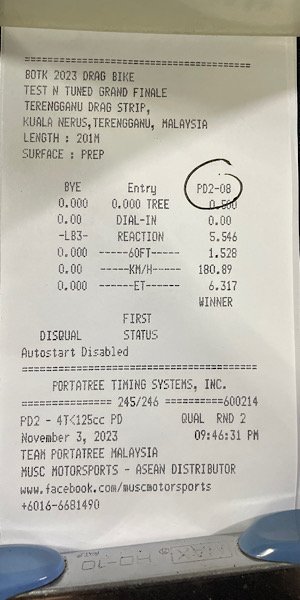 ==========================================
BOTK 2023 DRAG BIKE
TEST N TUNED GRAND FINALE
TERENGGANU DRAG STRIP,
KUALA NERUS,TERENGGANU, MALAYSIA
LENGTH : 201M
SURFACE : PREP
BYE Entry PD2-08
0.000 0.000 TREE 0.500
0.00 DIAL-IN 0.00
-LB3- REACTION 5.546
0.000 ------60FT----- 1.528
0.00 ------KM/H----- 180.89
0.000 ------ET------ 6.317
WINNER
FIRST
DISQUAL STATUS
Autostart Disabled
==========================================
PORTATREE TIMING SYSTEMS, INC.
================ 245/246 ==========600214
PD2 - 4T<125cc PD QUAL RND 2
November 3, 2023 09:46:31 PM
TEAM PORTATREE MALAYSIA
MUSC MOTORSPORTS - ASEAN DISTRIBUTOR
www.facebook.com/muscmotorsports
+6016-6681490
MAX HD-10